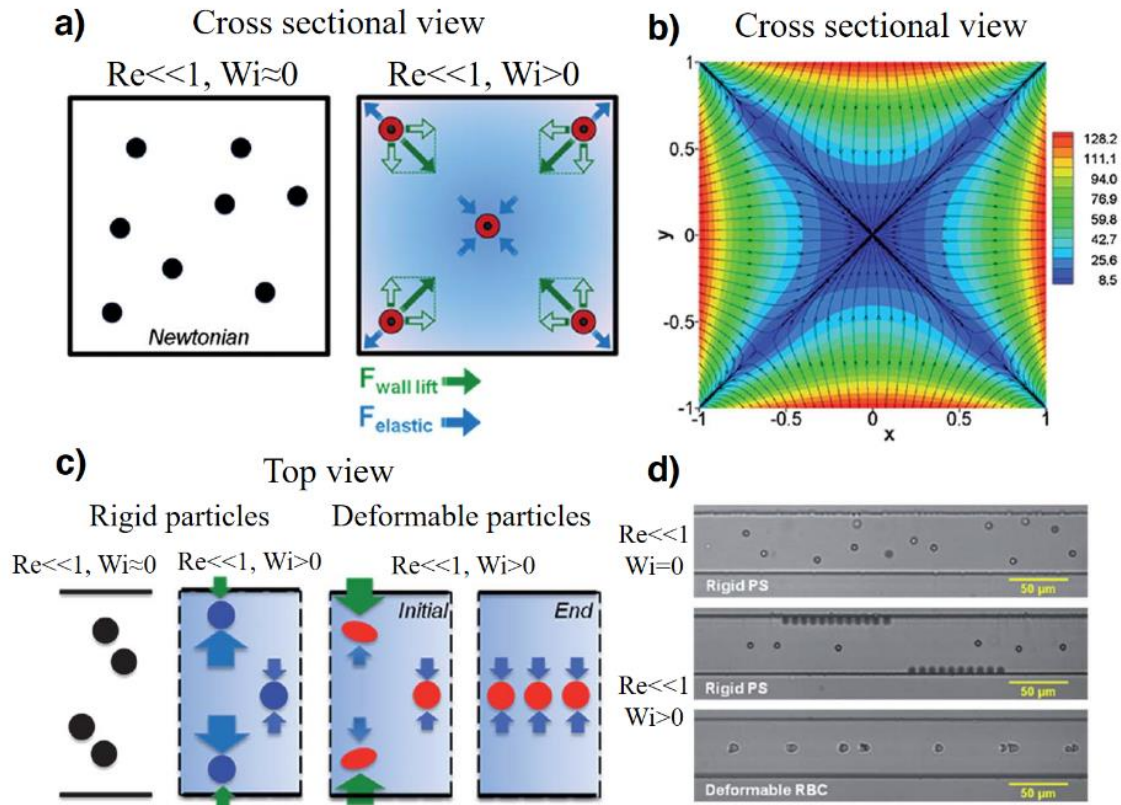 a)
Cross sectional view
Re<<1, Wi≈0
Re<<1, Wi>0
Newtonian
F wall lift
F elastic
b)
Cross sectional view
1
0.5
0
-0.5
-1
y
-1
-0.5
0
0.5
1
x
128.2
111.1
94.0
76.9
59.8
42.7
25.6
8.5
c)
Top view
Rigid particles
Deformable particles
Re<<1, Wi≈0
Re<<1, Wi>0
Re<<1, Wi>0
Initial
End
d)
Re<<1
Wi=0
Rigid PS
50 µm
Re<<1
Wi>0
Rigid PS
50 µm
Deformable RBC
50 µm